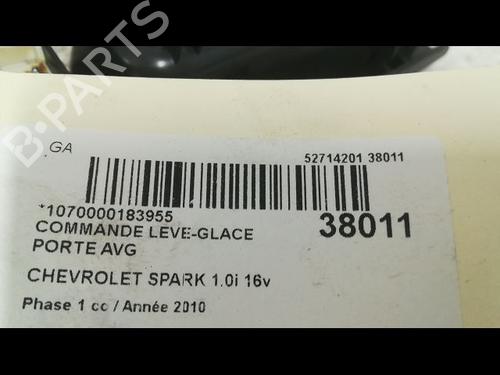 GA
52714201 38011
*1070000183955
38011
COMMANDE LEVE-GLACE
PORTE AVG
CHEVROLET SPARK 1.0i 16v
Phase 1 cc / Année 2010
B-PARTS